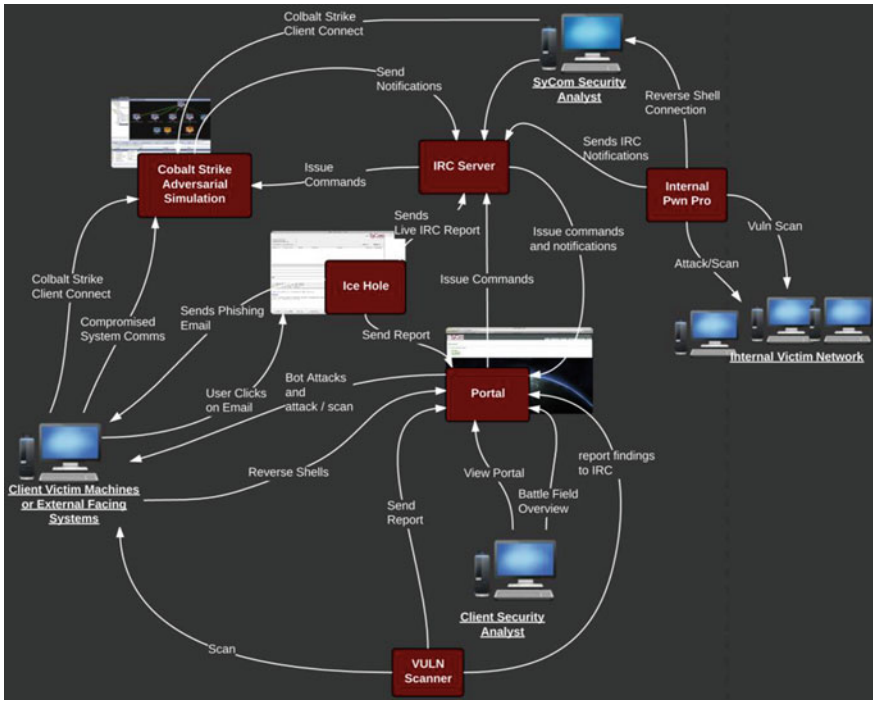 Colbalt Strike
Client Connect
SyCom Security
Analyst
Send
Notifications
Reverse Shell
Connection
Sends IRC
Notifications
Cobalt Strike
Adversarial
Simulation
Issue
Commands
IRC Server
Internal
Pwn Pro
Sends
Live IRC Report
Issue commands
and notifications
Vuln Scan
Attack/Scan
Colbalt Strike
Client Connect
Ice Hole
Issue Commands
Compromised
System Comms
Sends Phishing
Email
Send Report
Internal Victim Network
User Clicks
on Email
Bot Attacks
and
attack / scan
Portal
Reverse Shells
View Portal
report findings
to IRC
Client Victim Machines
or External Facing
Systems
Battle Field
Overview
Send
Report
Client Security
Analyst
Scan
VULN
Scanner